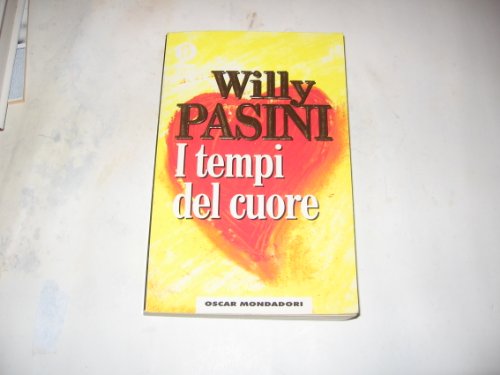 Willy
PASINI
I tempi
del cuore
OSCAR MONDADORI